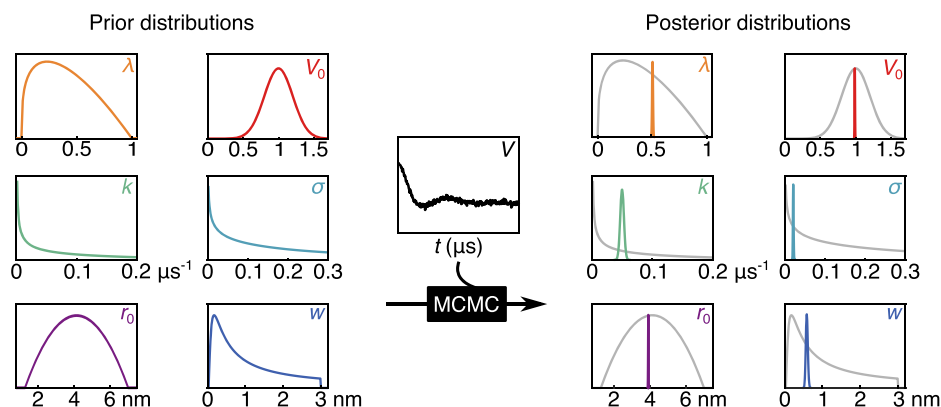 Prior distributions
Posterior distributions
λ
0 0.5 1
V₀
0 0.5 1 1.5
λ
0 0.5 1
V₀
0 0.5 1 1.5
V
t (μs)
MCMC
k
0 0.1 0.2 μs⁻¹
σ
0 0.1 0.2 0.3
k
0 0.1 0.2 μs⁻¹
σ
0 0.1 0.2 0.3
r₀
2 4 6 nm
w
0 1 2 3 nm
r₀
2 4 6 nm
w
0 1 2 3 nm